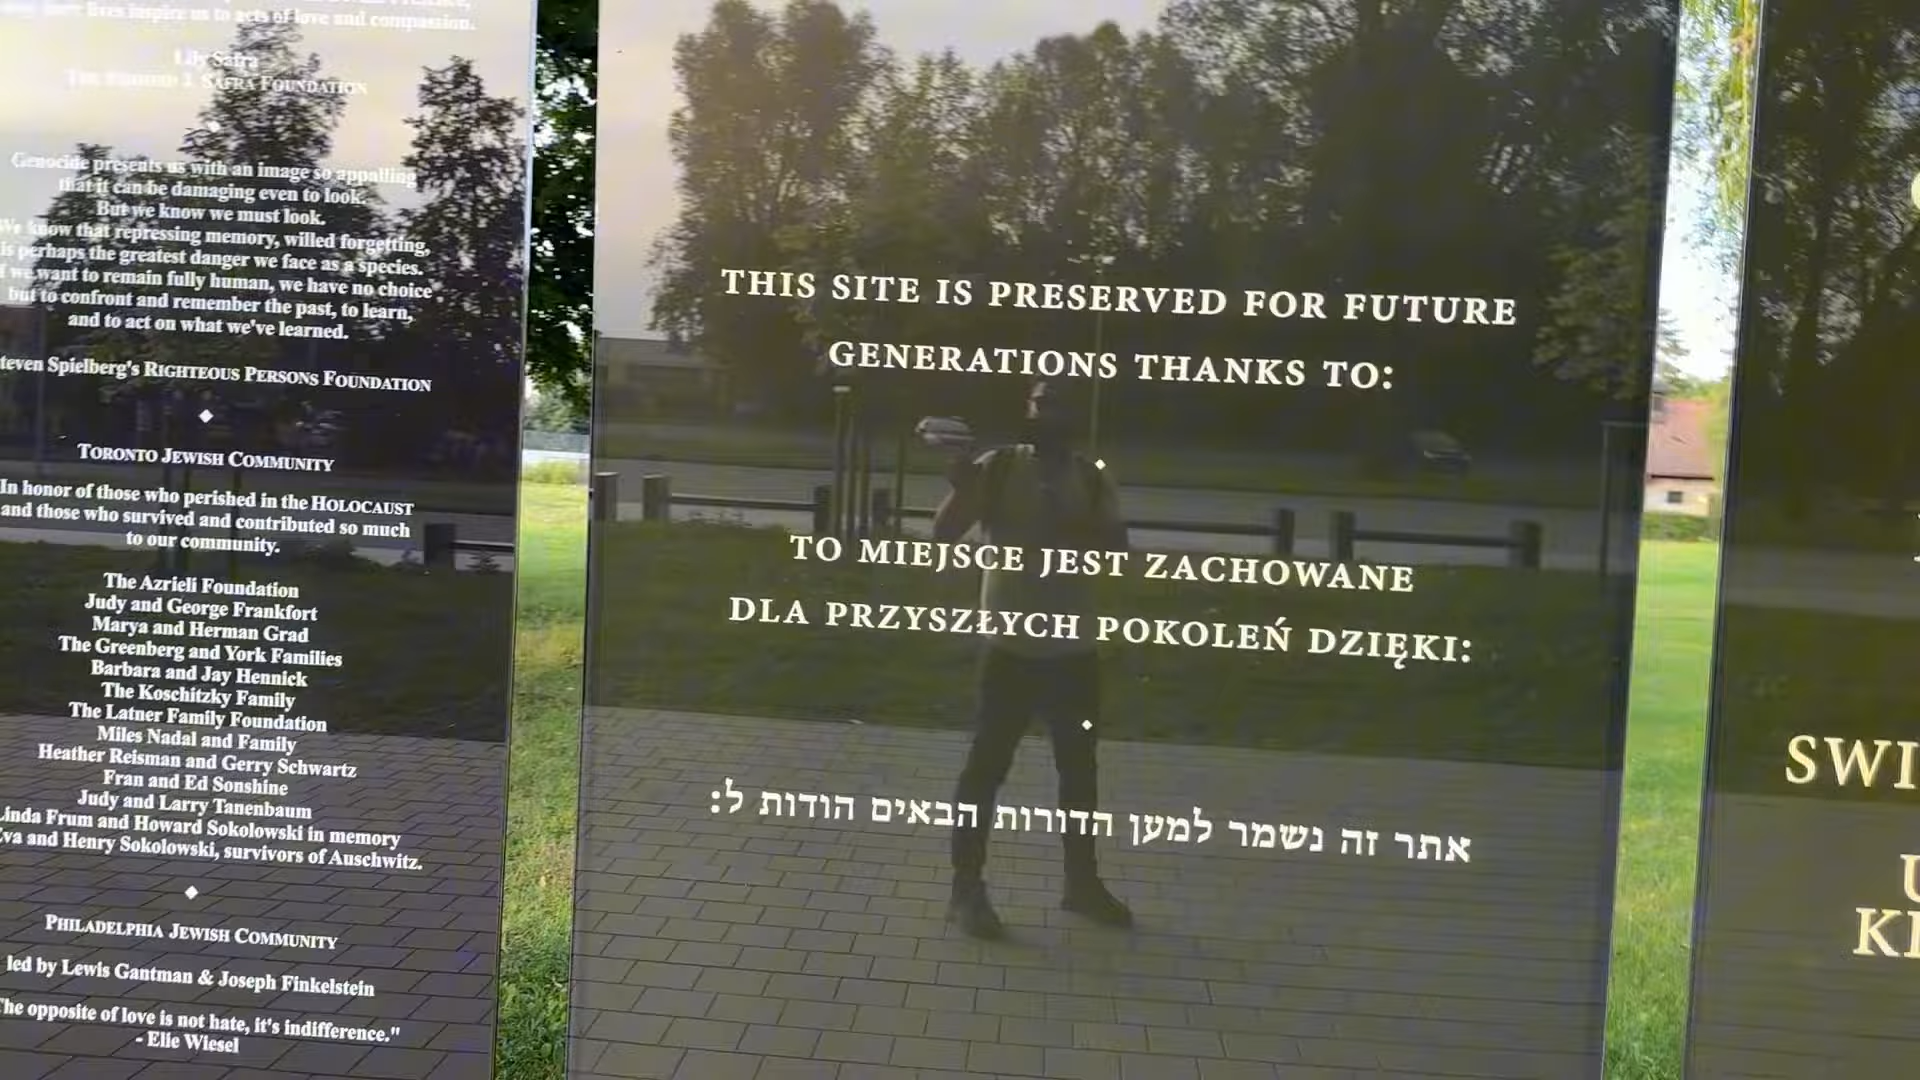 lives inspire us to acts of love and compassion.
Lily Safra
THE EDMOND J. SAFRA FOUNDATION
Genocide presents us with an image so appalling
that it can be damaging even to look.
But we know we must look.
We know that repressing memory, willed forgetting,
is perhaps the greatest danger we face as a species.
If we want to remain fully human, we have no choice
but to confront and remember the past, to learn,
and to act on what we've learned.
teven Spielberg's RIGHTEOUS PERSONS FOUNDATION
TORONTO JEWISH COMMUNITY
In honor of those who perished in the HOLOCAUST
and those who survived and contributed so much
to our community.
The Azrieli Foundation
Judy and George Frankfort
Marya and Herman Grad
The Greenberg and York Families
Barbara and Jay Hennick
The Koschitzky Family
The Latner Family Foundation
Miles Nadal and Family
Heather Reisman and Gerry Schwartz
Fran and Ed Sonshine
Judy and Larry Tanenbaum
Linda Frum and Howard Sokolowski in memory
Eva and Henry Sokolowski, survivors of Auschwitz.
PHILADELPHIA JEWISH COMMUNITY
led by Lewis Gantman & Joseph Finkelstein
The opposite of love is not hate, it's indifference."
- Elie Wiesel
THIS SITE IS PRESERVED FOR FUTURE
GENERATIONS THANKS TO:
TO MIEJSCE JEST ZACHOWANE
DLA PRZYSZŁYCH POKOLEŃ DZIĘKI:
אתר זה נשמר למען הדורות הבאים הודות ל:
SWI
U
KI